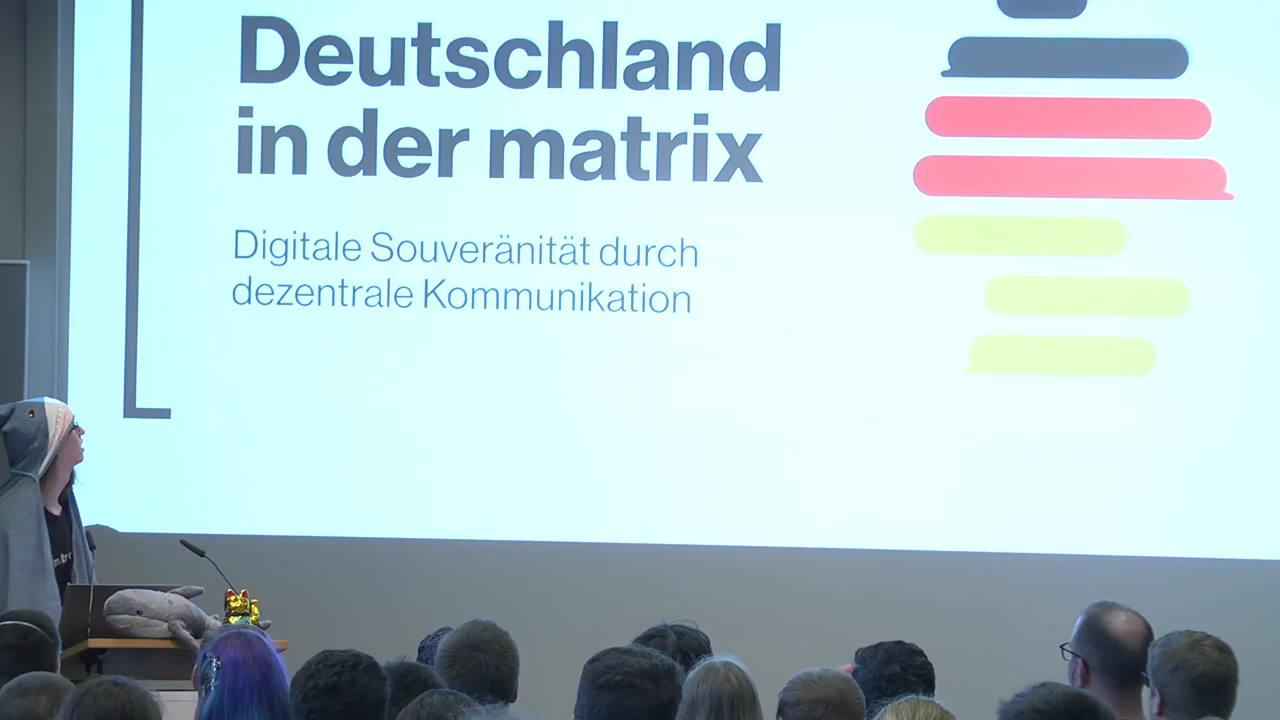 Deutschland
in der matrix
Digitale Souveränität durch
dezentrale Kommunikation